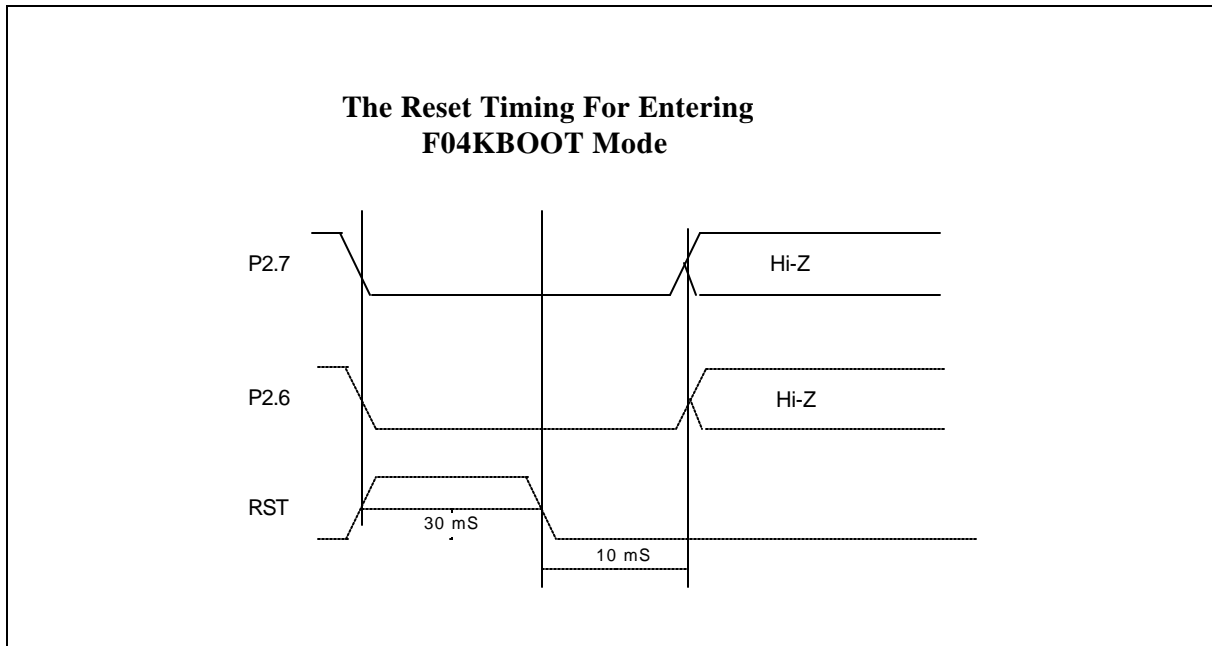 The Reset Timing For Entering
F04KBOOT Mode
P2.7
Hi-Z
P2.6
Hi-Z
RST
30 mS
10 mS